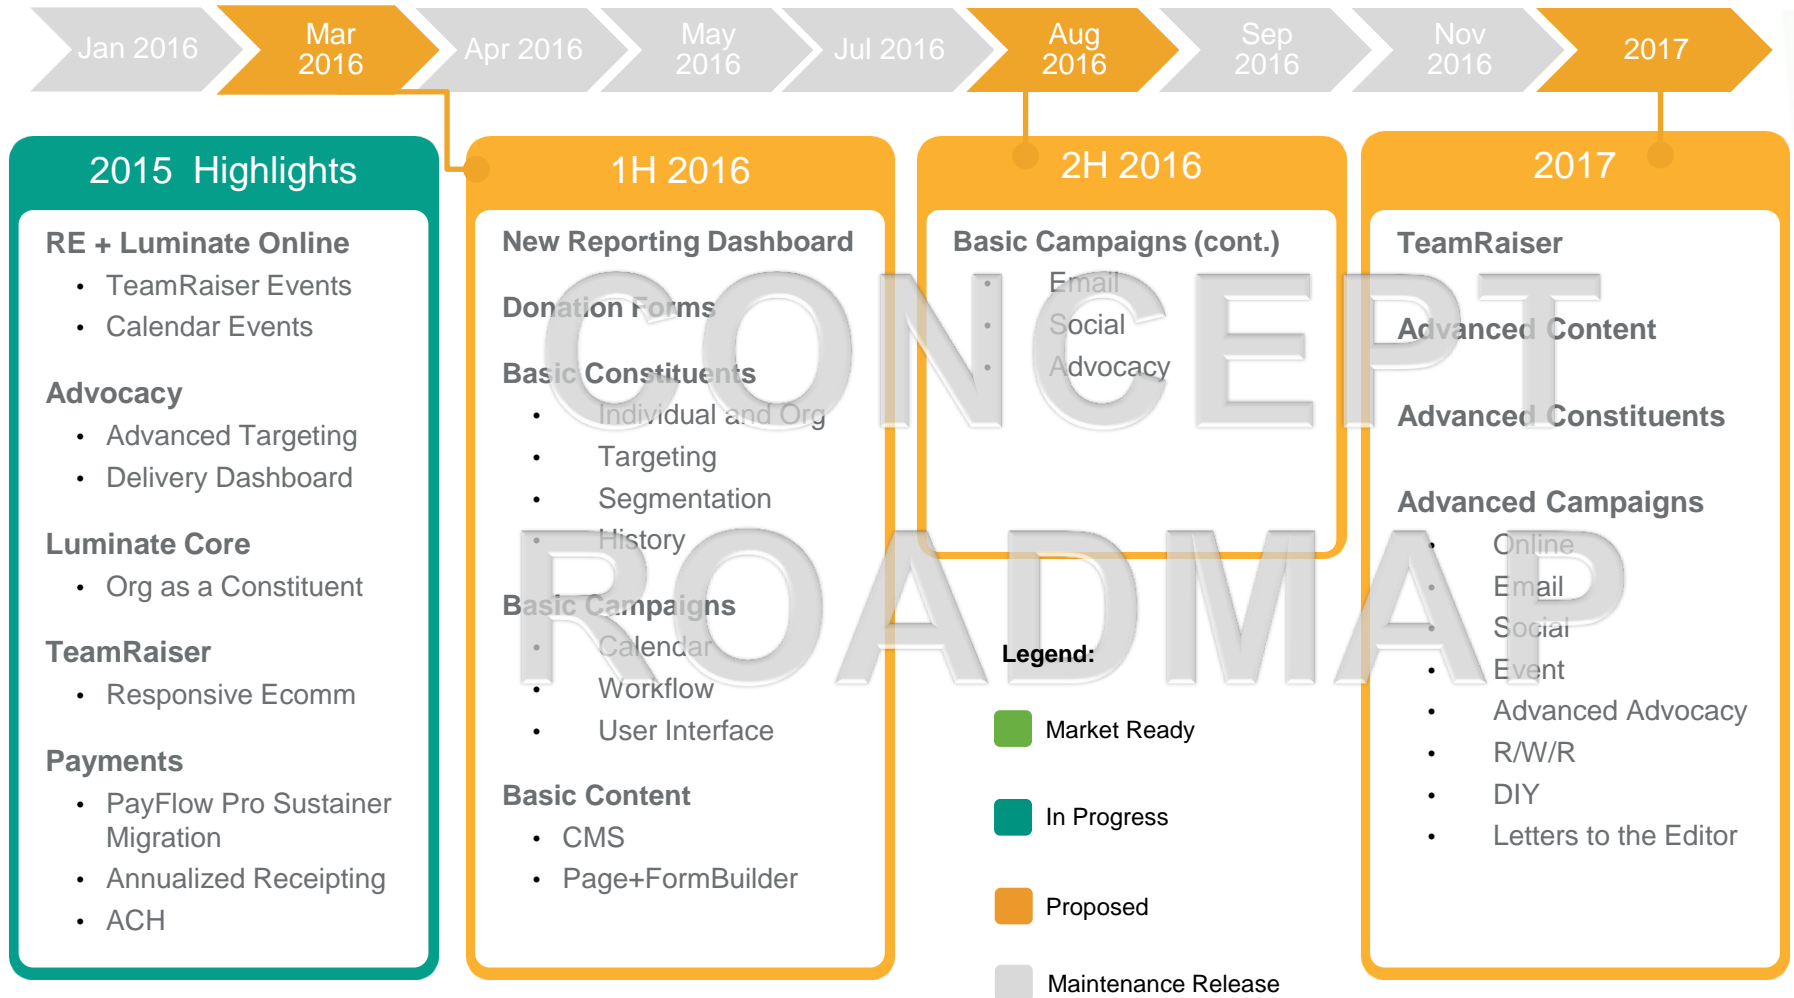 Jan 2016
Mar
2016
Apr 2016
May
2016
Jul 2016
Aug
2016
Sep
2016
Nov
2016
2017
2015 Highlights
RE + Luminate Online
• TeamRaiser Events
• Calendar Events
Advocacy
• Advanced Targeting
• Delivery Dashboard
Luminate Core
• Org as a Constituent
TeamRaiser
• Responsive Ecomm
Payments
• PayFlow Pro Sustainer
Migration
• Annualized Receipting
• ACH
1H 2016
New Reporting Dashboard
Donation Forms
Basic Constituents
• Individual and Org
• Targeting
• Segmentation
• History
Basic Campaigns
• Calendar
• Workflow
• User Interface
Basic Content
• CMS
• Page+FormBuilder
2H 2016
Basic Campaigns (cont.)
• Email
• Social
• Advocacy
Legend:
Market Ready
In Progress
Proposed
Maintenance Release
2017
TeamRaiser
Advanced Content
Advanced Constituents
Advanced Campaigns
• Online
• Email
• Social
• Event
• Advanced Advocacy
• R/W/R
• DIY
• Letters to the Editor
CONCEPT
ROADMAP